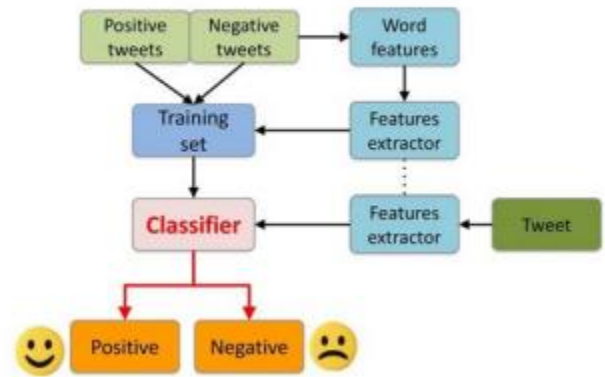 Positive
tweets
Negative
tweets
Word
features
Training
set
Features
extractor
Classifier
Features
extractor
Tweet
Positive
Negative